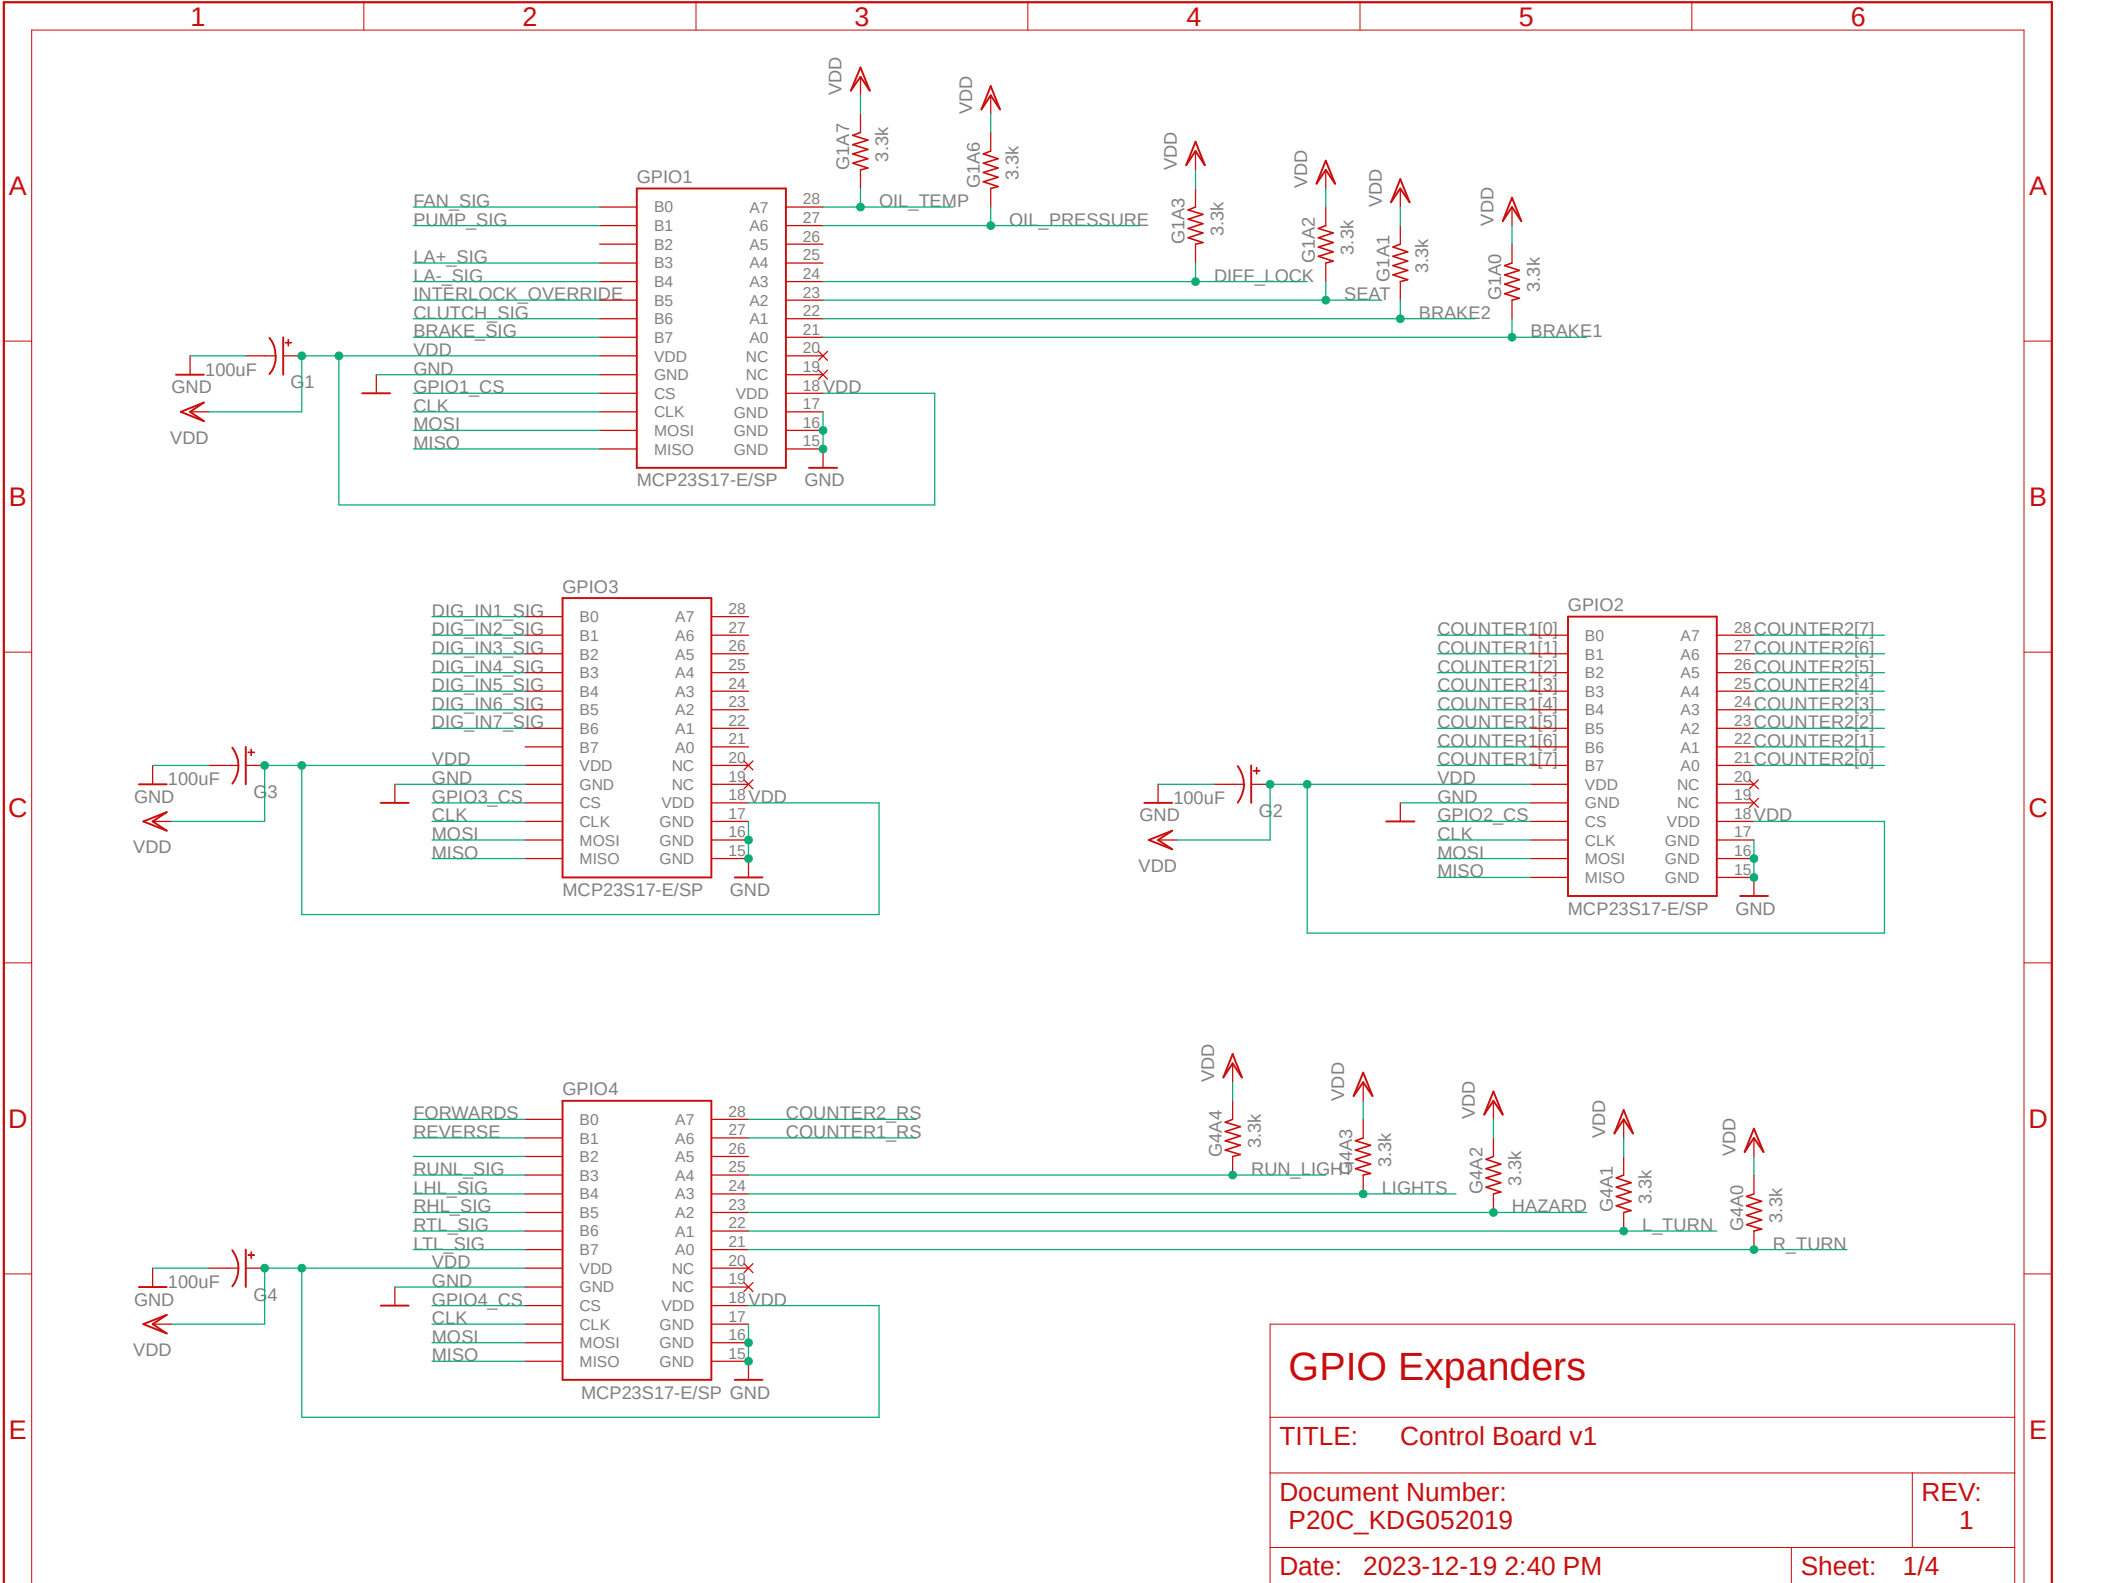 1 2 3 4 5 6
A A
B B
C C
D D
E E
VDD
G1A7
3.3k
VDD
G1A6
3.3k
VDD
G1A3
3.3k
VDD
G1A2
3.3k
VDD
G1A1
3.3k
VDD
G1A0
3.3k
GPIO1
FAN_SIG B0 A7 28 OIL_TEMP
PUMP_SIG B1 A6 27 OIL_PRESSURE
B2 A5 26
LA+_SIG B3 A4 25
LA-_SIG B4 A3 24 DIFF_LOCK
INTERLOCK_OVERRIDE B5 A2 23 SEAT
CLUTCH_SIG B6 A1 22 BRAKE2
BRAKE_SIG B7 A0 21 BRAKE1
VDD VDD NC 20
GND GND NC 19
GPIO1_CS CS VDD 18 VDD
CLK CLK GND 17
MOSI MOSI GND 16
MISO MISO GND 15
MCP23S17-E/SP GND
GND 100uF + G1
VDD
GPIO3
DIG_IN1_SIG B0 A7 28
DIG_IN2_SIG B1 A6 27
DIG_IN3_SIG B2 A5 26
DIG_IN4_SIG B3 A4 25
DIG_IN5_SIG B4 A3 24
DIG_IN6_SIG B5 A2 23
DIG_IN7_SIG B6 A1 22
B7 A0 21
VDD VDD NC 20
GND GND NC 19
GPIO3_CS CS VDD 18 VDD
CLK CLK GND 17
MOSI MOSI GND 16
MISO MISO GND 15
MCP23S17-E/SP GND
GND 100uF + G3
VDD
GPIO2
COUNTER1[0] B0 A7 28 COUNTER2[7]
COUNTER1[1] B1 A6 27 COUNTER2[6]
COUNTER1[2] B2 A5 26 COUNTER2[5]
COUNTER1[3] B3 A4 25 COUNTER2[4]
COUNTER1[4] B4 A3 24 COUNTER2[3]
COUNTER1[5] B5 A2 23 COUNTER2[2]
COUNTER1[6] B6 A1 22 COUNTER2[1]
COUNTER1[7] B7 A0 21 COUNTER2[0]
VDD VDD NC 20
GND GND NC 19
GPIO2_CS CS VDD 18 VDD
CLK CLK GND 17
MOSI MOSI GND 16
MISO MISO GND 15
MCP23S17-E/SP GND
GND 100uF + G2
VDD
GPIO4
FORWARDS B0 A7 28 COUNTER2_RS
REVERSE B1 A6 27 COUNTER1_RS
B2 A5 26
RUNL_SIG B3 A4 25 RUN_LIGHT
LHL_SIG B4 A3 24 LIGHTS
RHL_SIG B5 A2 23 HAZARD
RTL_SIG B6 A1 22 L_TURN
LTL_SIG B7 A0 21 R_TURN
VDD VDD NC 20
GND GND NC 19
GPIO4_CS CS VDD 18 VDD
CLK CLK GND 17
MOSI MOSI GND 16
MISO MISO GND 15
MCP23S17-E/SP GND
GND 100uF + G4
VDD
VDD
G4A4
3.3k
VDD
G4A3
3.3k
VDD
G4A2
3.3k
VDD
G4A1
3.3k
VDD
G4A0
3.3k
GPIO Expanders
TITLE: Control Board v1
Document Number:
P20C_KDG052019
REV:
1
Date: 2023-12-19 2:40 PM
Sheet: 1/4